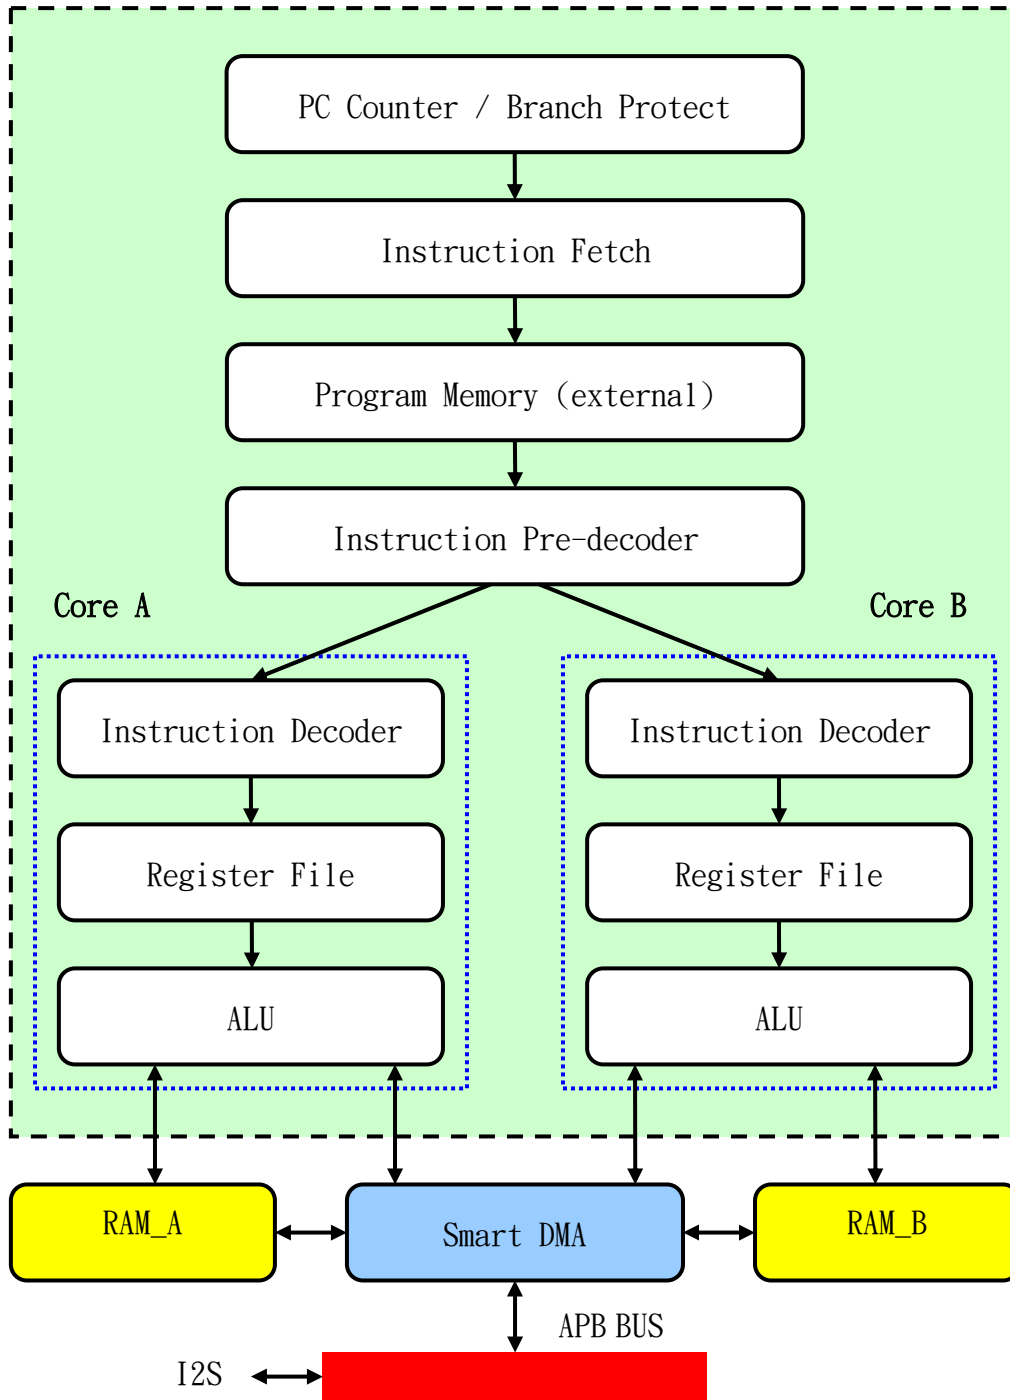 PC Counter / Branch Protect
Instruction Fetch
Program Memory (external)
Instruction Pre-decoder
Core A
Core B
Instruction Decoder
Instruction Decoder
Register File
Register File
ALU
ALU
RAM_A
Smart DMA
RAM_B
APB BUS
I2S